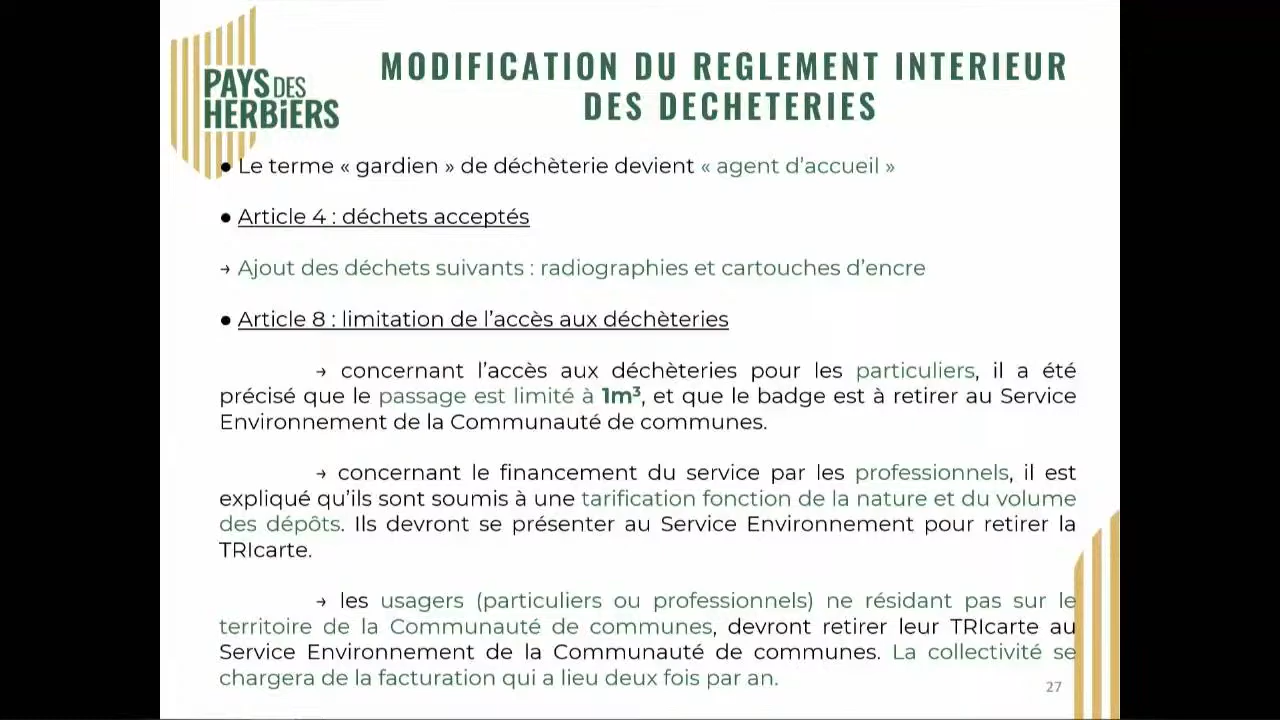 PAYS DES
HERBiERS
MODIFICATION DU REGLEMENT INTERIEUR
DES DECHETERIES
● Le terme « gardien » de déchèterie devient « agent d’accueil »
● Article 4 : déchets acceptés
→ Ajout des déchets suivants : radiographies et cartouches d’encre
● Article 8 : limitation de l’accès aux déchèteries
→ concernant l’accès aux déchèteries pour les particuliers, il a été
précisé que le passage est limité à 1m³, et que le badge est à retirer au Service
Environnement de la Communauté de communes.
→ concernant le financement du service par les professionnels, il est
expliqué qu’ils sont soumis à une tarification fonction de la nature et du volume
des dépôts. Ils devront se présenter au Service Environnement pour retirer la
TRIcarte.
→ les usagers (particuliers ou professionnels) ne résidant pas sur le
territoire de la Communauté de communes, devront retirer leur TRIcarte au
Service Environnement de la Communauté de communes. La collectivité se
chargera de la facturation qui a lieu deux fois par an.
27